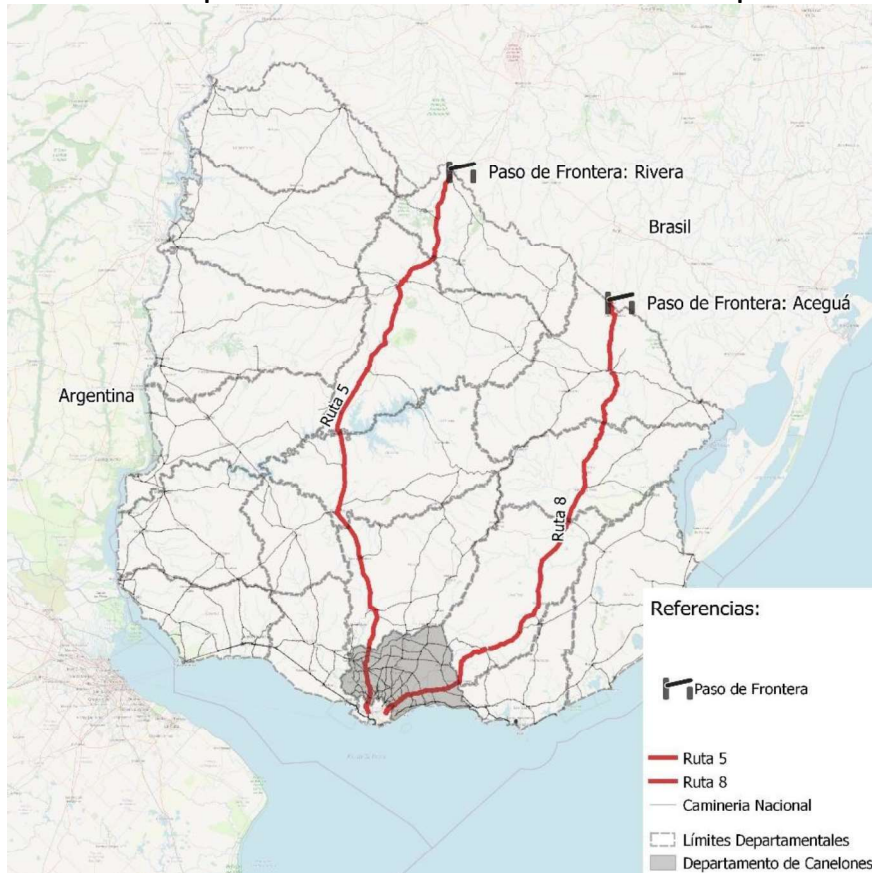 Paso de Frontera: Rivera
Brasil
Paso de Frontera: Aceguá
Argentina
Ruta 5
Ruta 8
Referencias:
Paso de Frontera
Ruta 5
Ruta 8
Camineria Nacional
Límites Departamentales
Departamento de Canelones